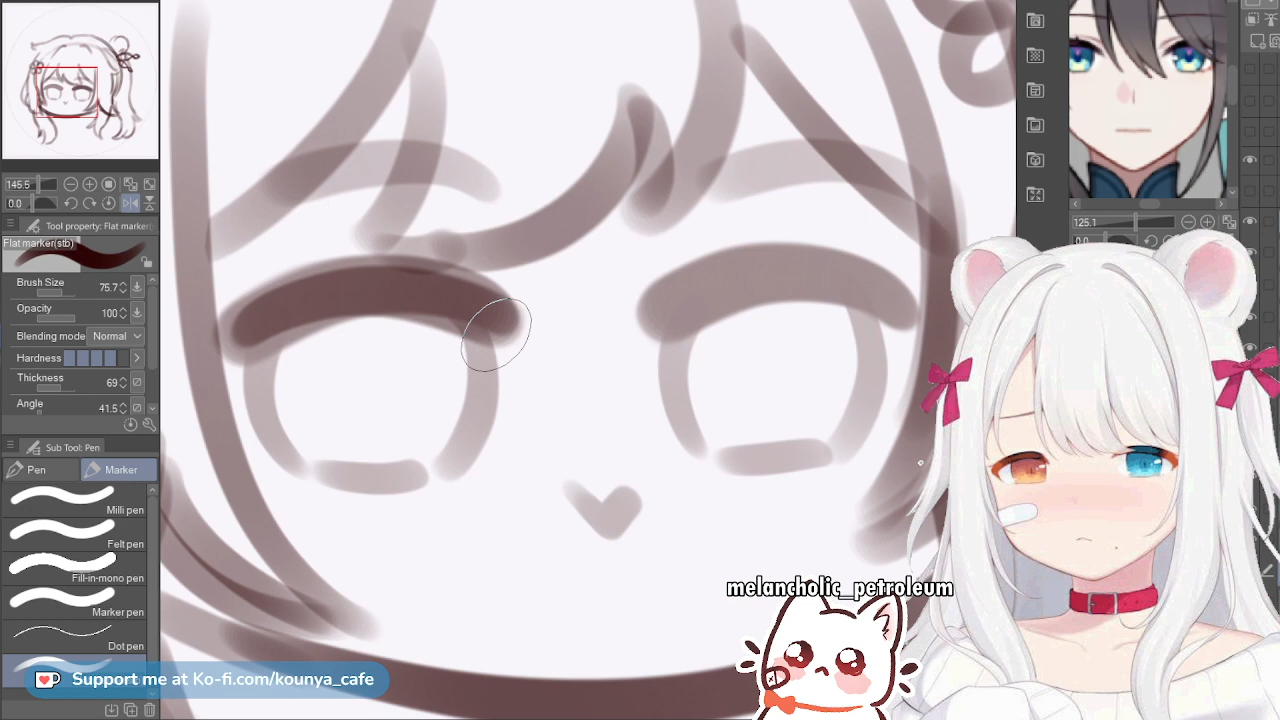 145.5
0.0
Tool property: Flat marker(
Flat marker(stb)
Brush Size 75.7
Opacity 100
Blending mode Normal
Hardness
Thickness 69
Angle 41.5
Sub Tool: Pen
Pen Marker
Milli pen
Felt pen
Fill-in-mono pen
Marker pen
Dot pen
Support me at Ko-fi.com/kounya_cafe
125.1
0.0
melancholic_petroleum